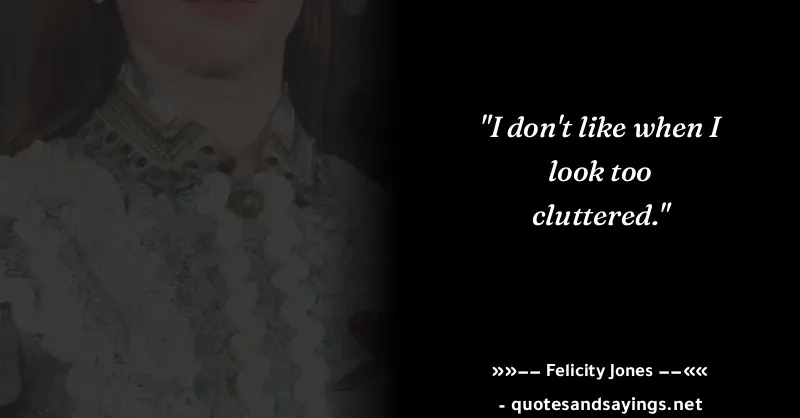 "I don't like when I
look too
cluttered."
»»–– Felicity Jones ––««
- quotesandsayings.net